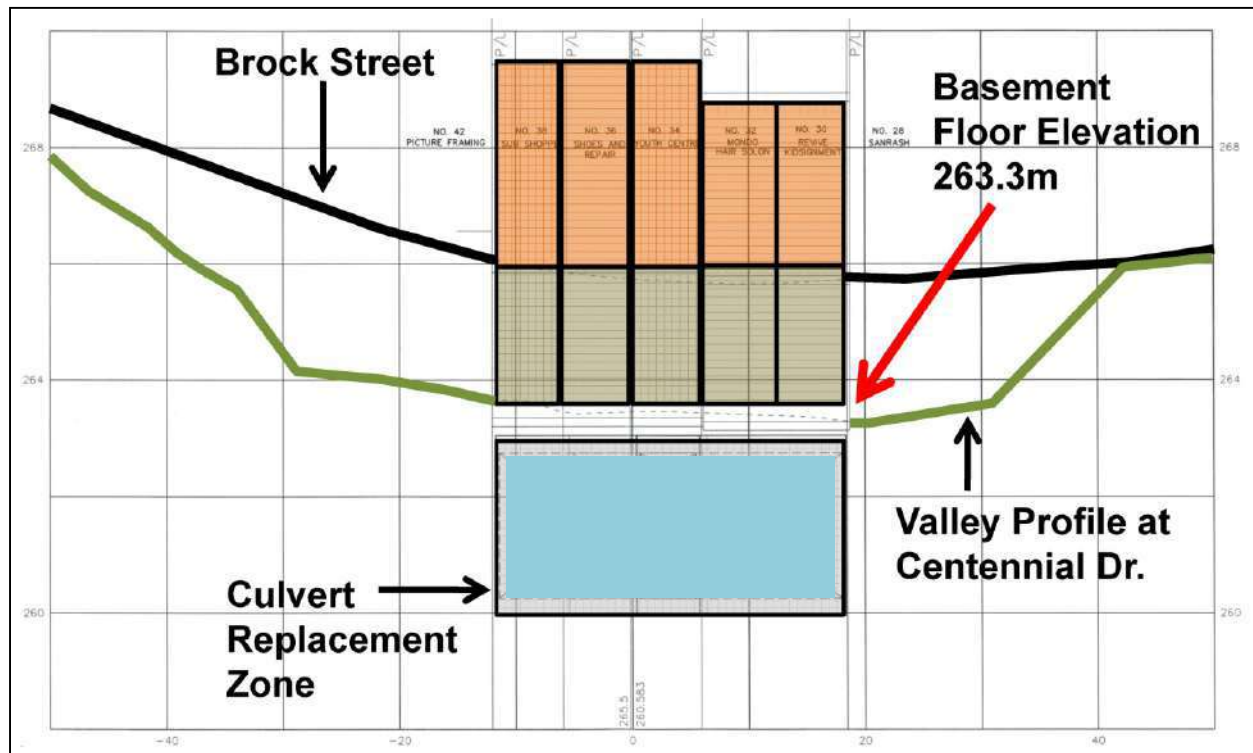 P/L P/L P/L P/L P/L
Brock Street
Basement
Floor Elevation
263.3m
NO. 42
PICTURE FRAMING
NO. 38
SUB SHOPPE
NO. 36
SHOES AND
REPAIR
NO. 34
YOUTH CENTRE
NO. 32
MONDO
HAIR SOLON
NO. 30
REVIVE
KIDSIGNMENT
NO. 28
SANRASH
268
268
264
264
Valley Profile at
Centennial Dr.
Culvert
Replacement
Zone
260
260
265.5
260.583
-40
-20
0
20
40